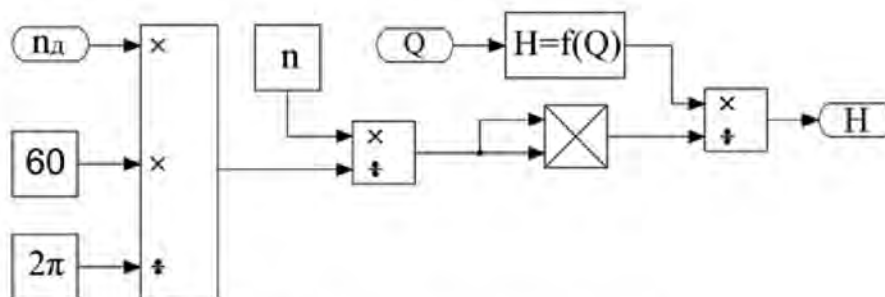 nд
×
n
Q
H=f(Q)
×
÷
H
60
×
×
÷
2π
÷